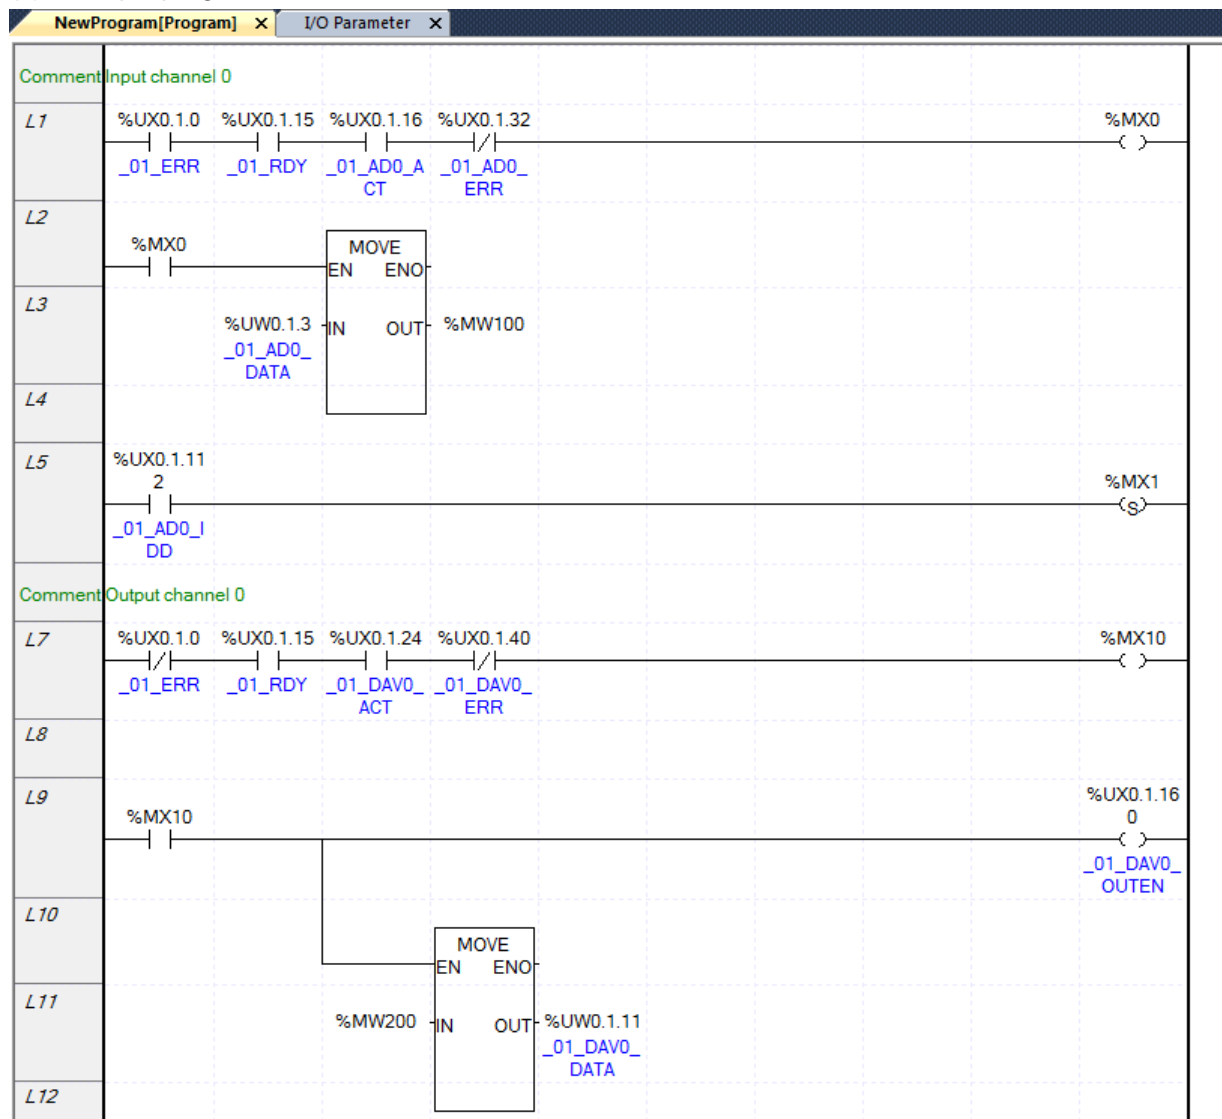 NewProgram[Program] X I/O Parameter X
Comment Input channel 0
L1 %UX0.1.0 %UX0.1.15 %UX0.1.16 %UX0.1.32 %MX0
_01_ERR _01_RDY _01_AD0_A _01_AD0_
CT ERR
L2
%MX0 MOVE
EN ENO
L3
%UW0.1.3 IN OUT %MW100
_01_AD0_
DATA
L4
L5 %UX0.1.11
2 %MX1
S
_01_AD0_I
DD
Comment Output channel 0
L7 %UX0.1.0 %UX0.1.15 %UX0.1.24 %UX0.1.40 %MX10
_01_ERR _01_RDY _01_DAV0_ _01_DAV0_
ACT ERR
L8
L9 %UX0.1.16
%MX10 0
_01_DAV0_
OUTEN
L10
MOVE
EN ENO
L11
%MW200 IN OUT %UW0.1.11
_01_DAV0_
DATA
L12